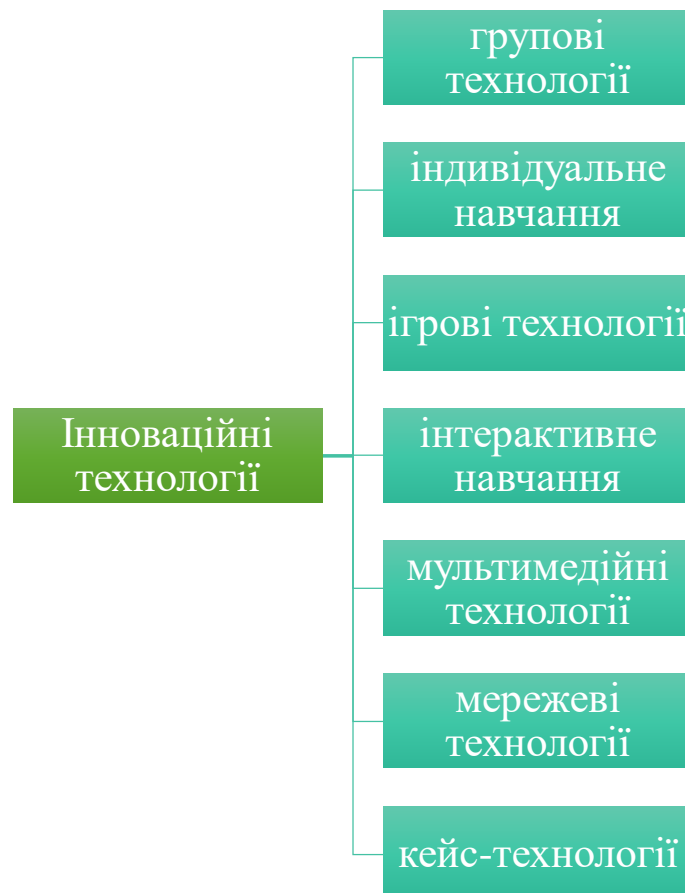 групові
технології
індивідуальне
навчання
ігрові технології
Інноваційні
технології
інтерактивне
навчання
мультимедійні
технології
мережеві
технології
кейс-технології